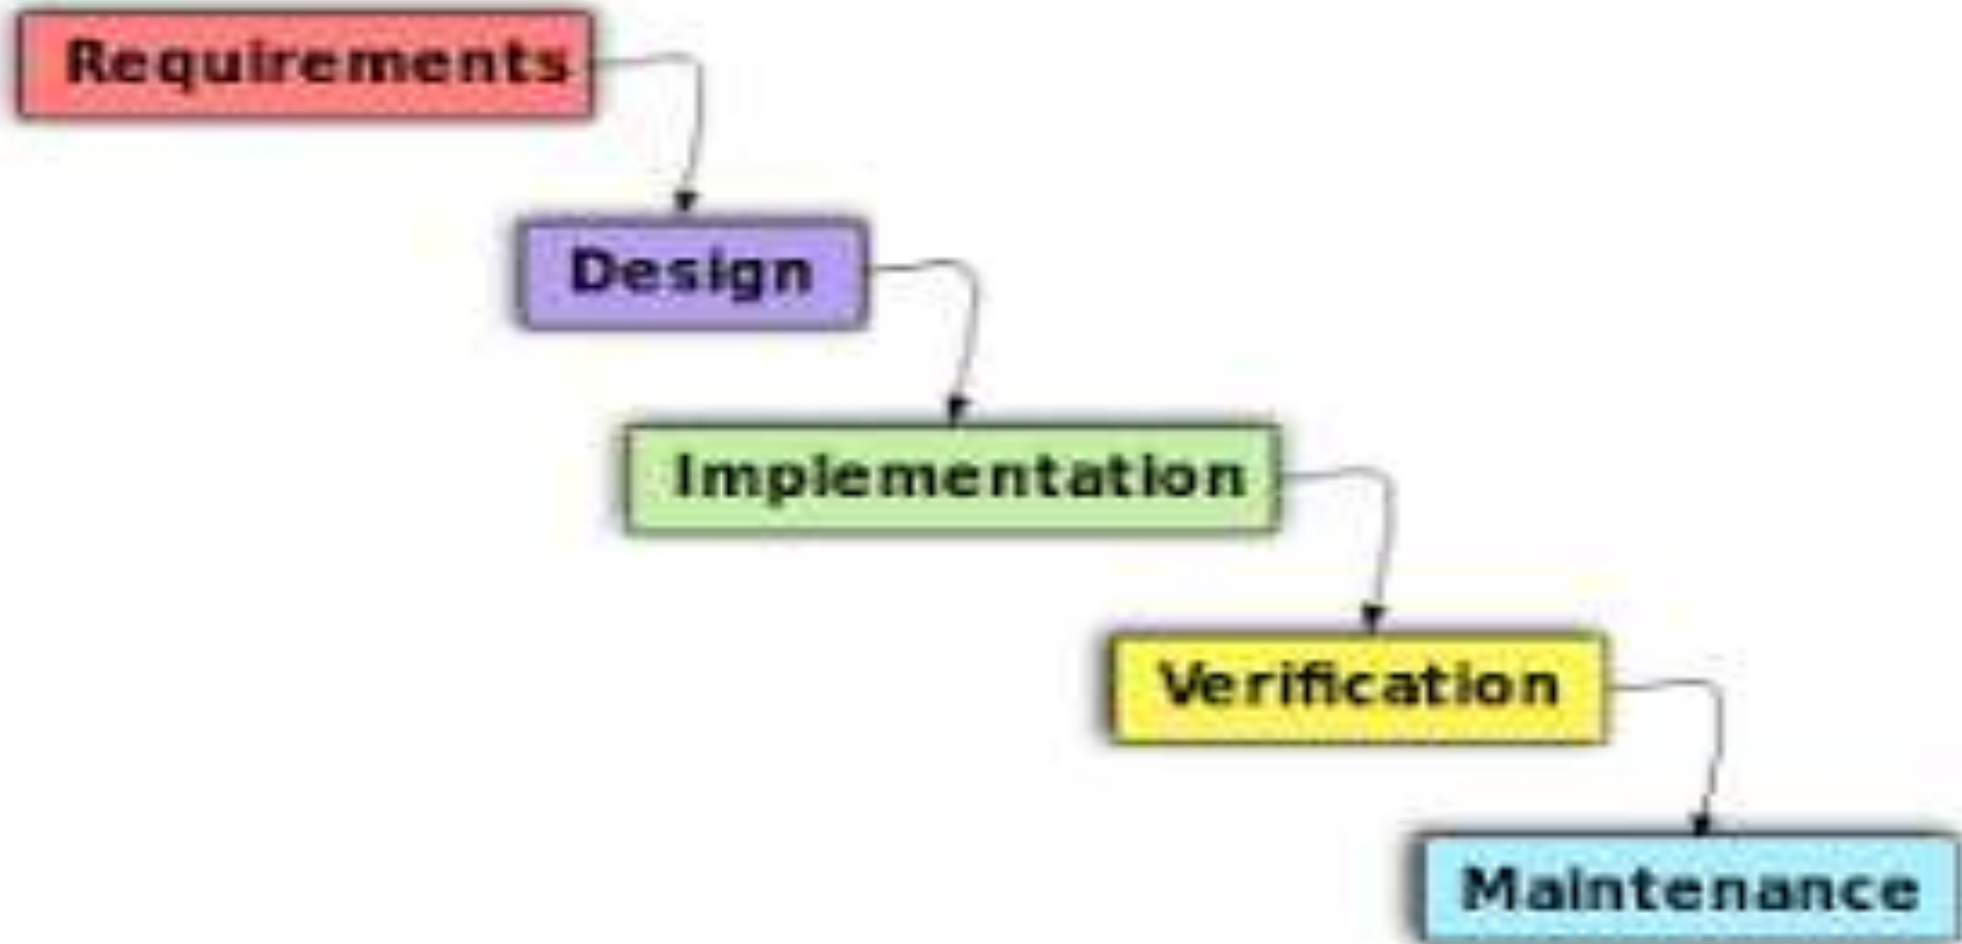 Requirements
Design
Implementation
Verification
Maintenance